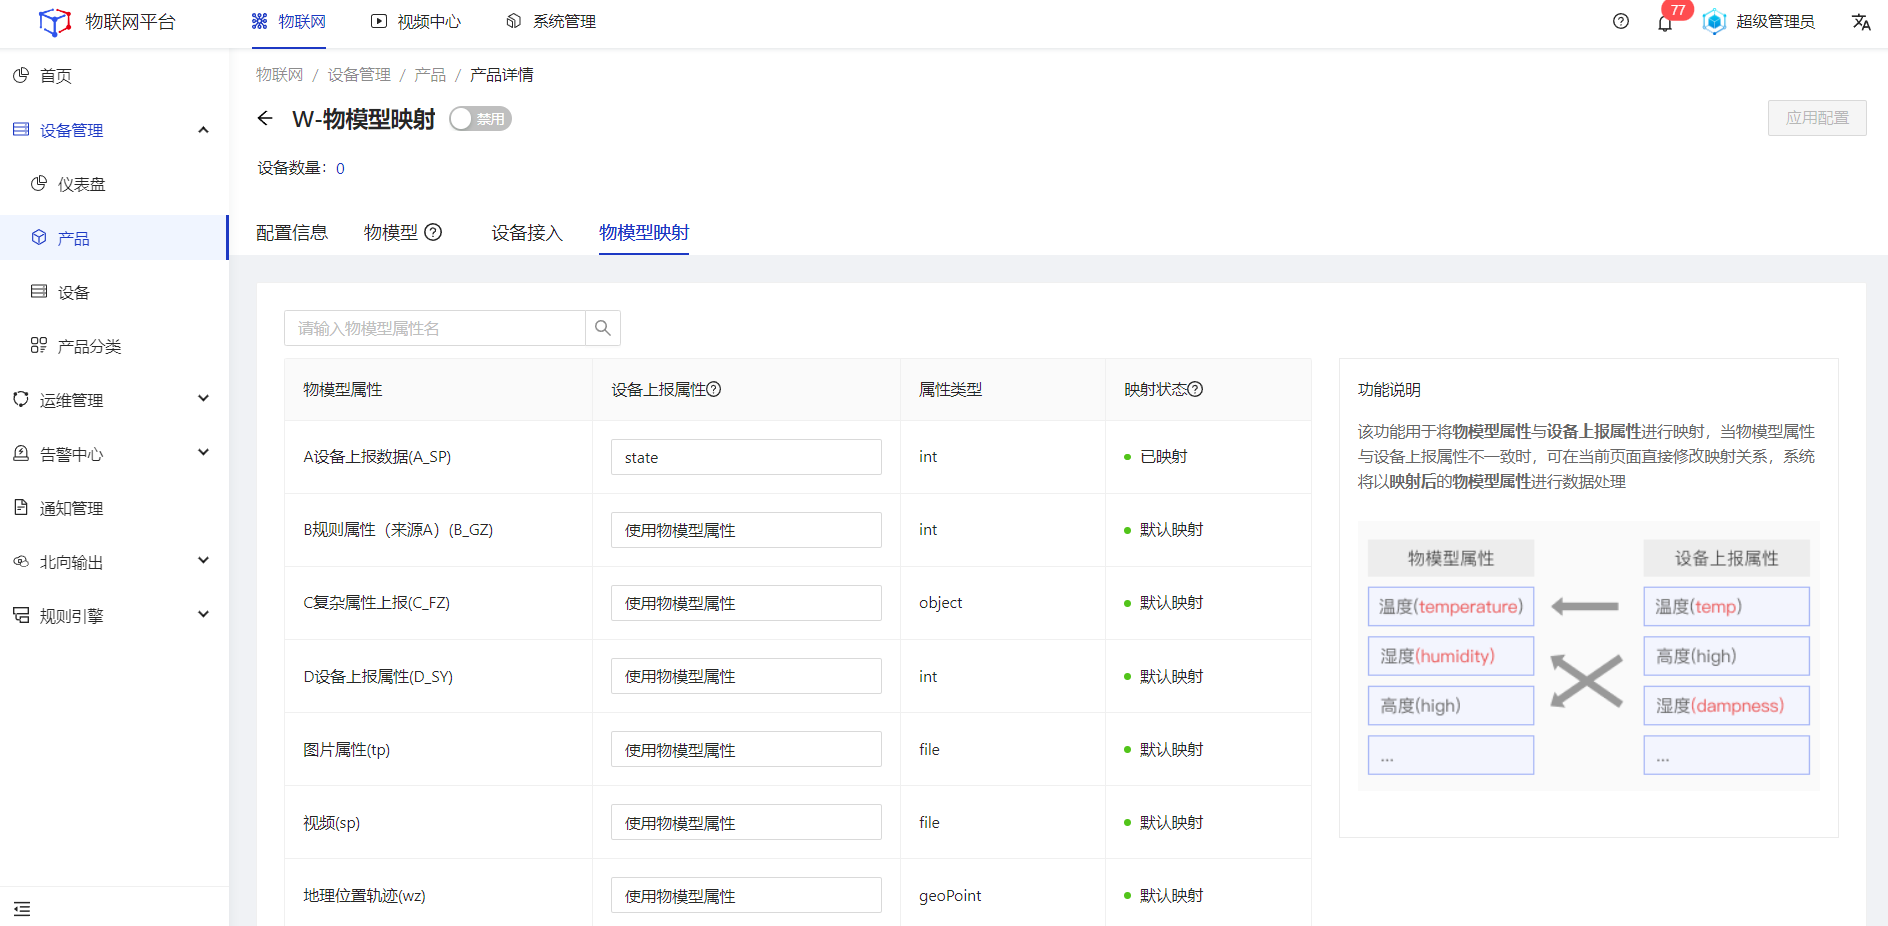 物联网平台
物联网
视频中心
系统管理
77
超级管理员
首页
设备管理
仪表盘
产品
设备
产品分类
运维管理
告警中心
通知管理
北向输出
规则引擎
物联网 / 设备管理 / 产品 / 产品详情
W-物模型映射
禁用
应用配置
设备数量： 0
配置信息
物模型
设备接入
物模型映射
请输入物模型属性名
物模型属性 设备上报属性 属性类型 映射状态
A设备上报数据(A_SP) state int 已映射
B规则属性（来源A）(B_GZ) 使用物模型属性 int 默认映射
C复杂属性上报(C_FZ) 使用物模型属性 object 默认映射
D设备上报属性(D_SY) 使用物模型属性 int 默认映射
图片属性(tp) 使用物模型属性 file 默认映射
视频(sp) 使用物模型属性 file 默认映射
地理位置轨迹(wz) 使用物模型属性 geoPoint 默认映射
功能说明
该功能用于将物模型属性与设备上报属性进行映射，当物模型属性
与设备上报属性不一致时，可在当前页面直接修改映射关系，系统
将以映射后的物模型属性进行数据处理
物模型属性 设备上报属性
温度(temperature) 温度(temp)
湿度(humidity) 高度(high)
高度(high) 湿度(dampness)
... ...